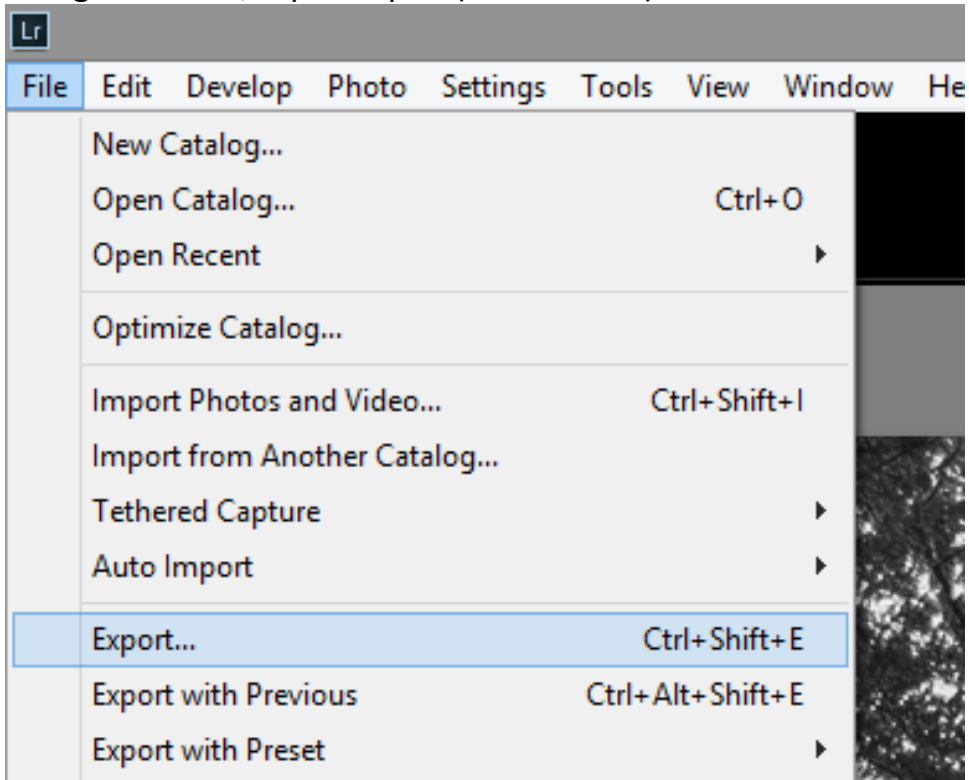 Lr
File Edit Develop Photo Settings Tools View Window He
New Catalog...
Open Catalog... Ctrl+O
Open Recent
Optimize Catalog...
Import Photos and Video... Ctrl+Shift+I
Import from Another Catalog...
Tethered Capture
Auto Import
Export... Ctrl+Shift+E
Export with Previous Ctrl+Alt+Shift+E
Export with Preset